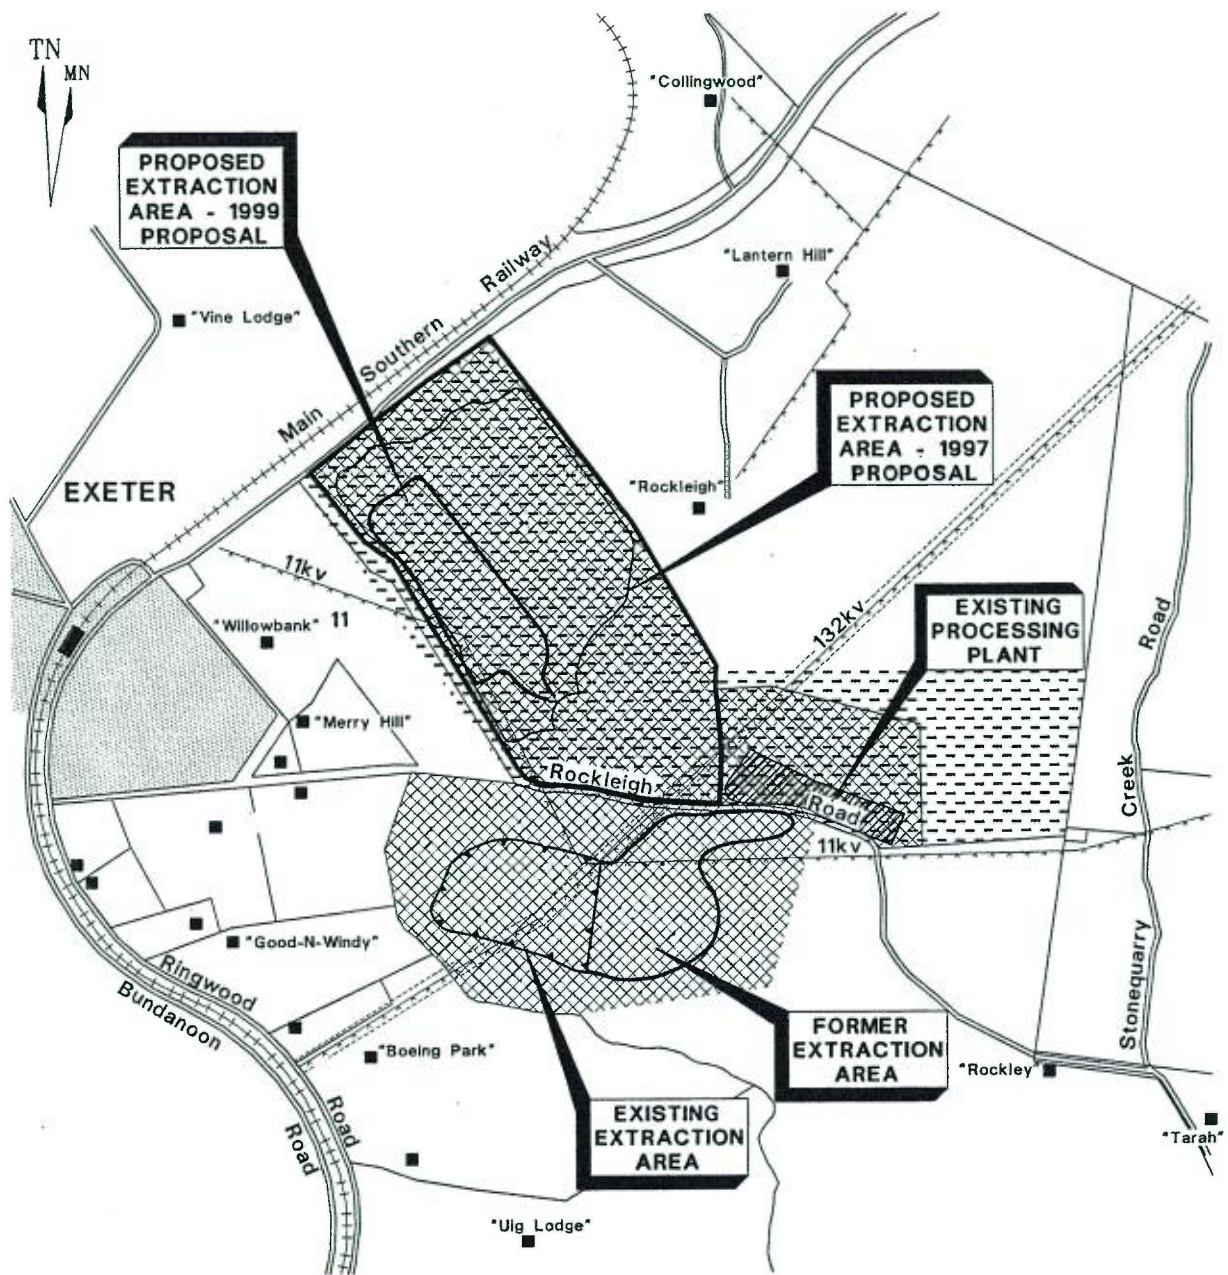 TN
MN
"Collingwood"
PROPOSED
EXTRACTION
AREA - 1999
PROPOSAL
"Lantern Hill"
"Vine Lodge"
Main Southern Railway
PROPOSED
EXTRACTION
AREA - 1997
PROPOSAL
"Rockleigh"
EXETER
11kv
132kv
"Willowbank" 11
EXISTING
PROCESSING
PLANT
"Merry Hill"
Rockleigh Road
11kv
Stonequarry Creek Road
"Good-N-Windy"
Ringwood Road
Bundanoon Road
"Boeing Park"
FORMER
EXTRACTION
AREA
"Rockley"
EXISTING
EXTRACTION
AREA
"Tarah"
"Uig Lodge"